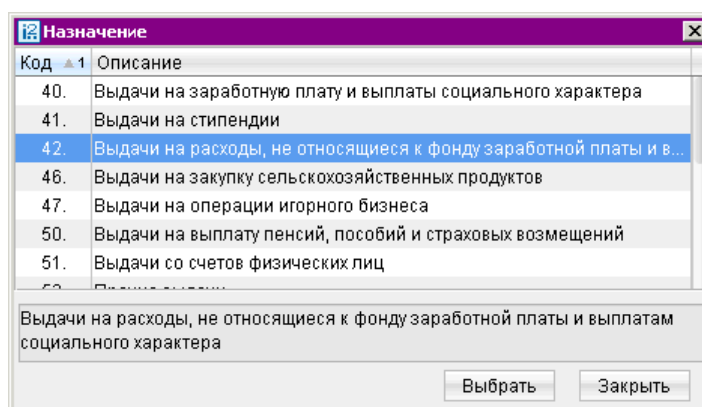 Назначение
Код 1 Описание
40. Выдачи на заработную плату и выплаты социального характера
41. Выдачи на стипендии
42. Выдачи на расходы, не относящиеся к фонду заработной платы и в...
46. Выдачи на закупку сельскохозяйственных продуктов
47. Выдачи на операции игорного бизнеса
50. Выдачи на выплату пенсий, пособий и страховых возмещений
51. Выдачи со счетов физических лиц
Выдачи на расходы, не относящиеся к фонду заработной платы и выплатам
социального характера
Выбрать Закрыть